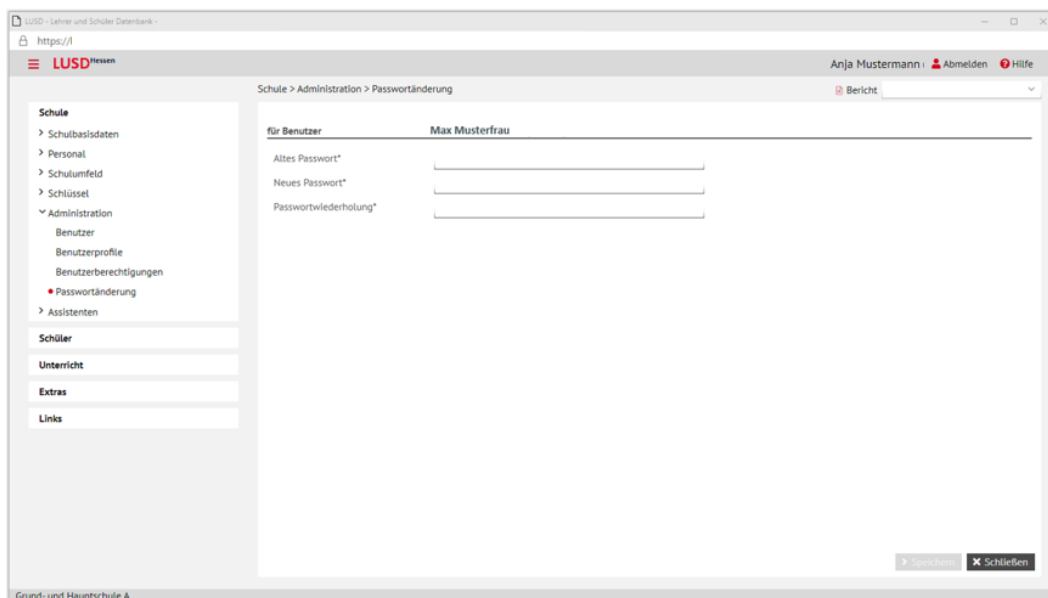 LUSD - Lehrer und Schüler Datenbank -
https://l
LUSD Hessen
Anja Mustermann Abmelden Hilfe
Schule > Administration > Passwortänderung
Bericht
Schule
Schulbasisdaten
Personal
Schulumfeld
Schlüssel
Administration
Benutzer
Benutzerprofile
Benutzerberechtigungen
Passwortänderung
Assistenten
Schüler
Unterricht
Extras
Links
für Benutzer Max Musterfrau
Altes Passwort*
Neues Passwort*
Passwortwiederholung*
Speichern Schließen
Grund- und Hauptschule A